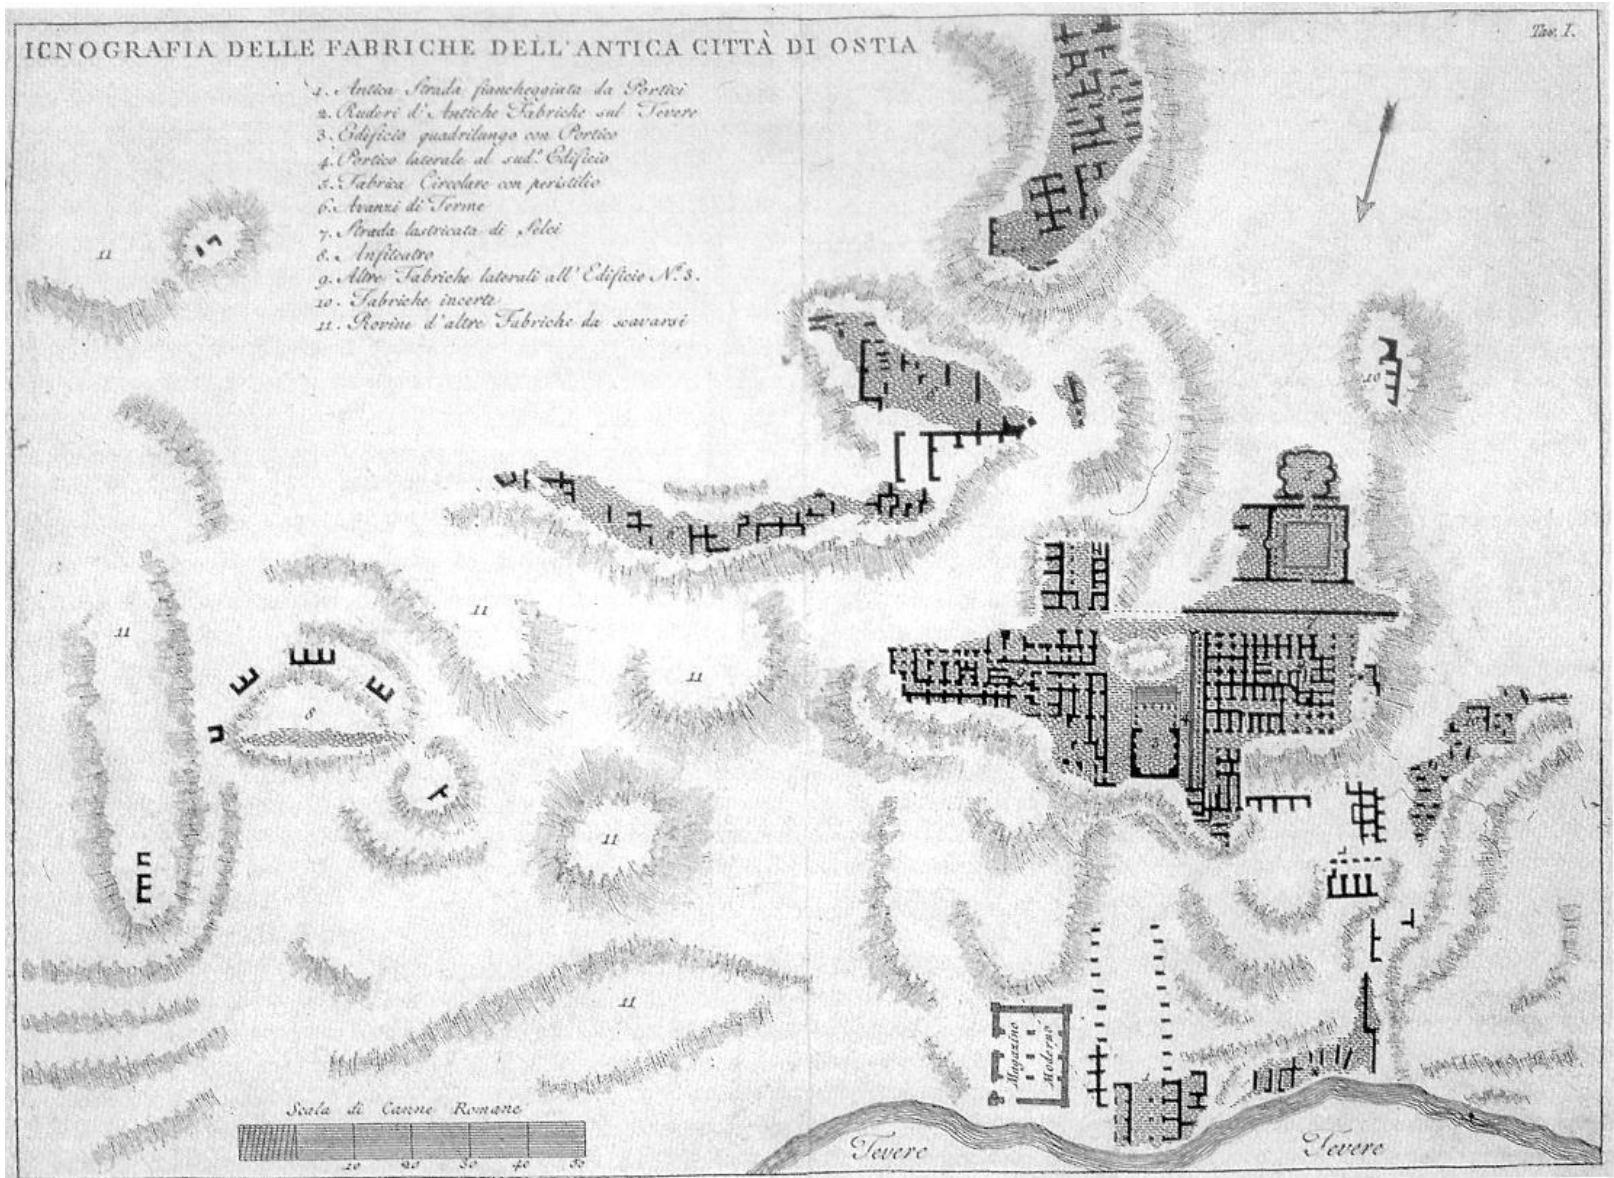 ICNOGRAFIA DELLE FABRICHE DELL'ANTICA CITTÀ DI OSTIA
Tav. I.
1. Antica Strada fiancheggiata da Portici
2. Ruderi d'Antiche Fabriche sul Tevere
3. Edificio quadrilungo con Portico
4. Portico laterale al sud.º Edificio
5. Fabrica Circolare con peristilio
6. Avanzi di Terme
7. Strada lastricata di Selci
8. Anfiteatro
9. Altre Fabriche laterali all'Edificio N.º 3.
10. Fabriche incerte
11. Rovine d'altre Fabriche da scavarsi
11
10
11
11
11
8
11
11
Magazino
Moderno
Scala di Canne Romane
10 20 30 40 50
Tevere
Tevere